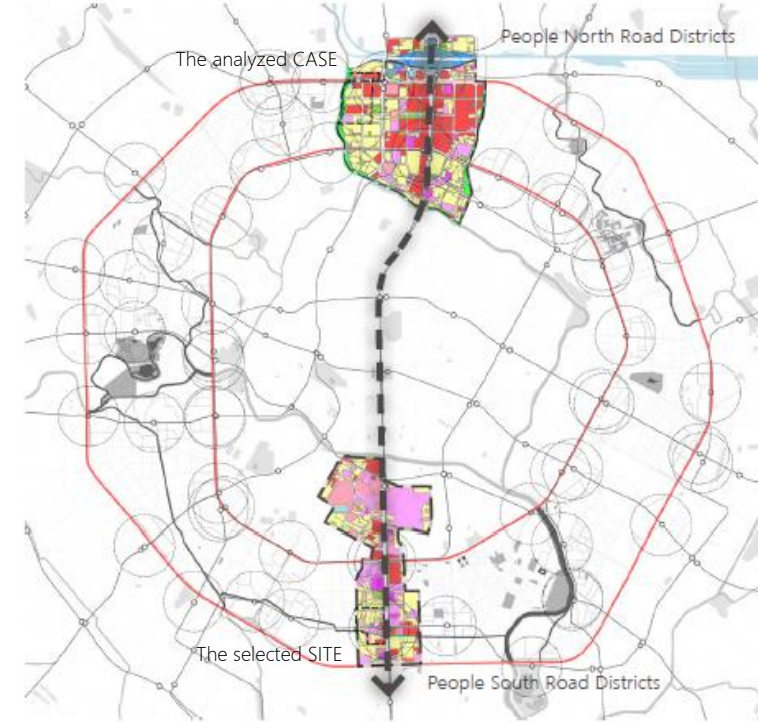 People North Road Districts
The analyzed CASE
The selected SITE
People South Road Districts